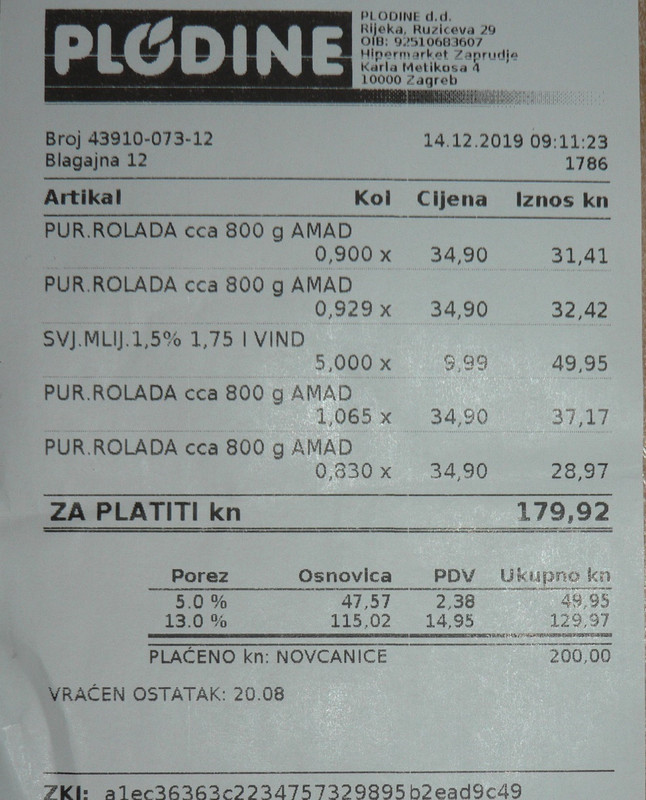 PLODINE
PLODINE d.d.
Rijeka, Ruziceva 29
OIB: 92510683607
Hipermarket Zaprudje
Karla Metikosa 4
10000 Zagreb
Broj 43910-073-12 14.12.2019 09:11:23
Blagajna 12 1786
Artikal Kol Cijena Iznos kn
PUR.ROLADA cca 800 g AMAD
0,900 x 34,90 31,41
PUR.ROLADA cca 800 g AMAD
0,929 x 34,90 32,42
SVJ.MLIJ.1,5% 1,75 l VIND
5,000 x 9,99 49,95
PUR.ROLADA cca 800 g AMAD
1,065 x 34,90 37,17
PUR.ROLADA cca 800 g AMAD
0,830 x 34,90 28,97
ZA PLATITI kn 179,92
Porez Osnovica PDV Ukupno kn
5.0 % 47,57 2,38 49,95
13.0 % 115,02 14,95 129,97
PLAĆENO kn: NOVCANICE 200,00
VRAĆEN OSTATAK: 20.08
ZKI: a1ec36363c2234757329895b2ead9c49